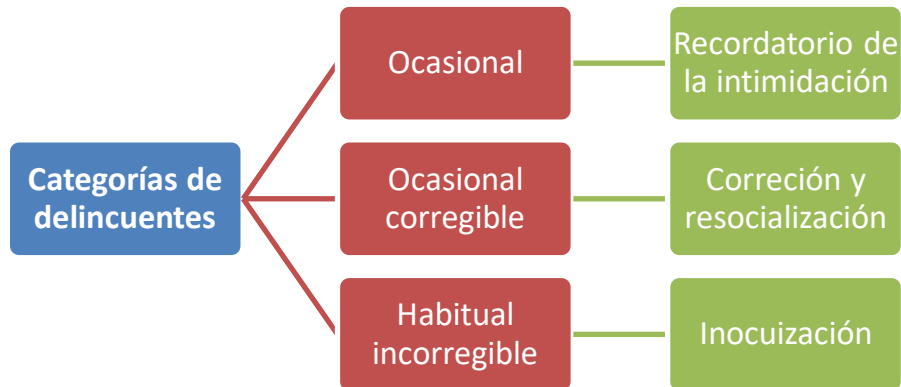 Categorías de
delincuentes
Ocasional
Recordatorio de
la intimidación
Ocasional
corregible
Correción y
resocialización
Habitual
incorregible
Inocuización